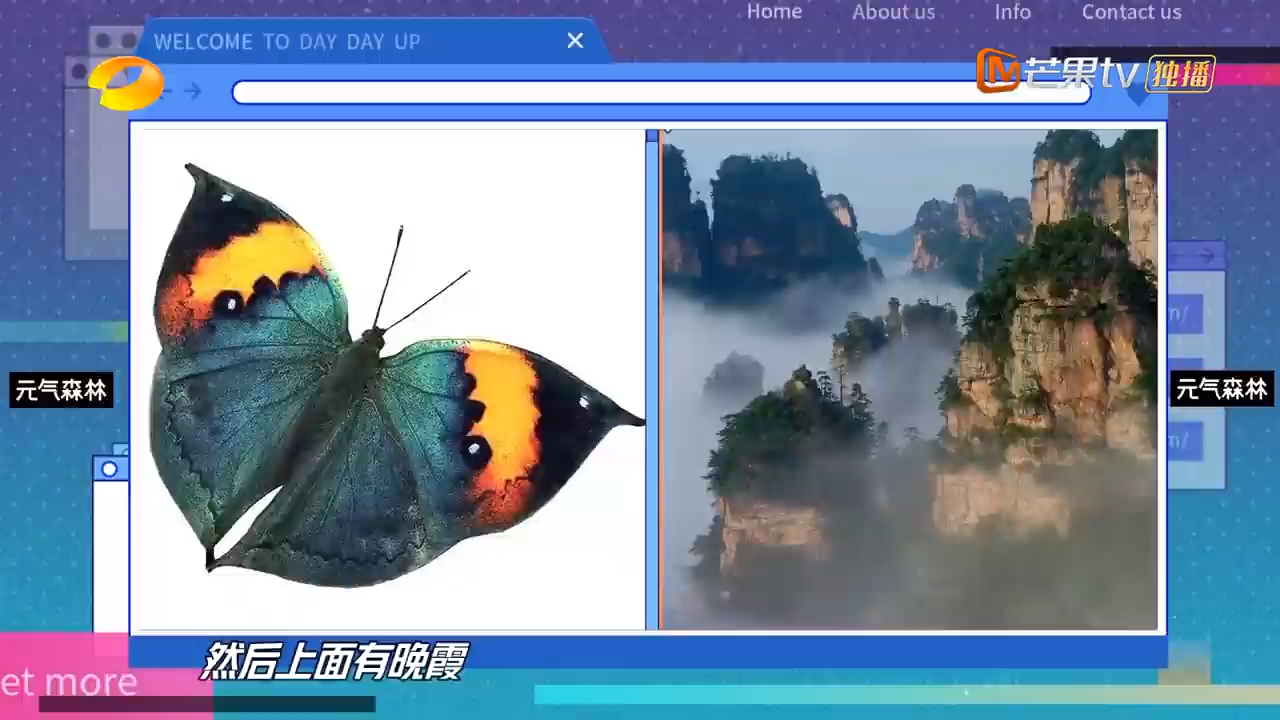 Home
About us
Info
Contact us
WELCOME TO DAY DAY UP
芒果tv 独播
元气森林
元气森林
m/
m/
然后上面有晚霞
et more